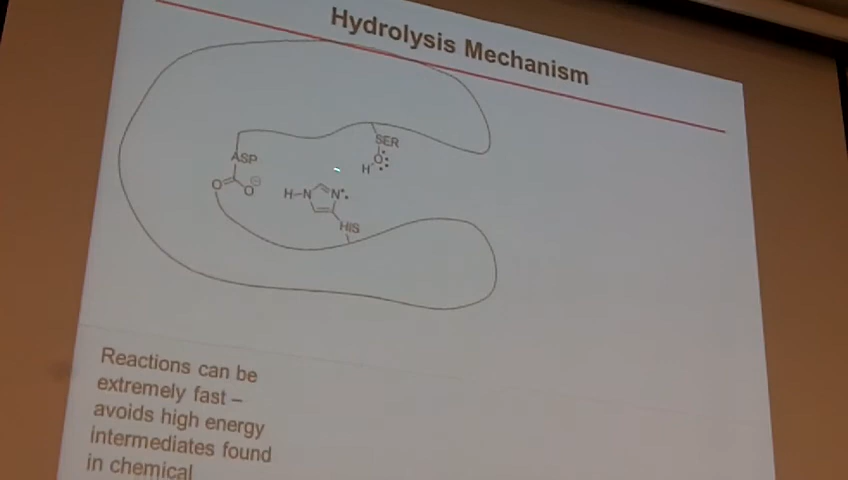 Hydrolysis Mechanism
SER
ASP
H
O
O
O
H-N
N
HIS
Reactions can be
extremely fast –
avoids high energy
intermediates found
in chemical